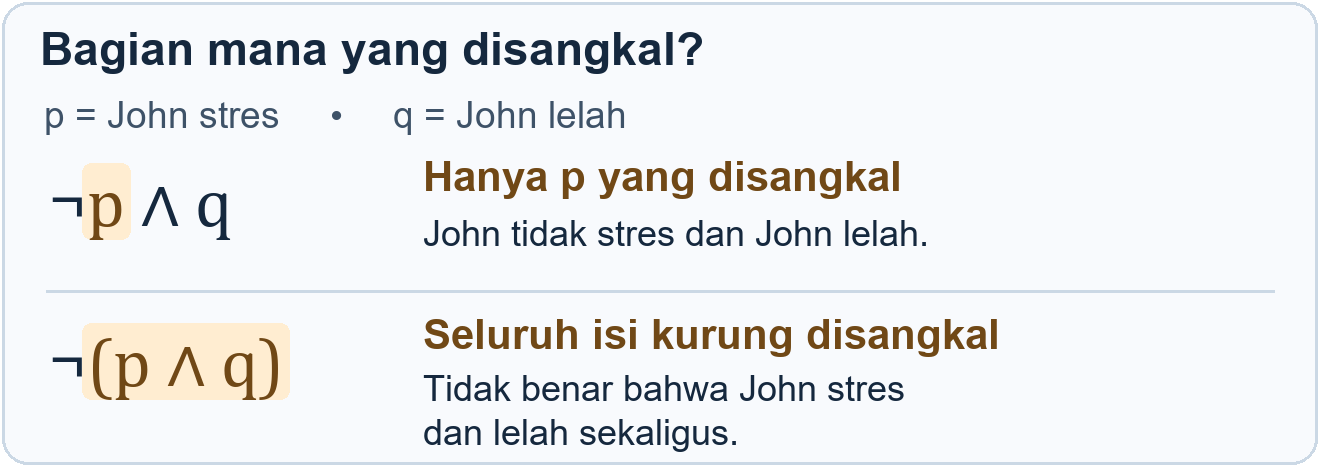 Bagian mana yang disangkal?
p = John stres • q = John lelah
¬p ∧ q
Hanya p yang disangkal
John tidak stres dan John lelah.
¬(p ∧ q)
Seluruh isi kurung disangkal
Tidak benar bahwa John stres
dan lelah sekaligus.